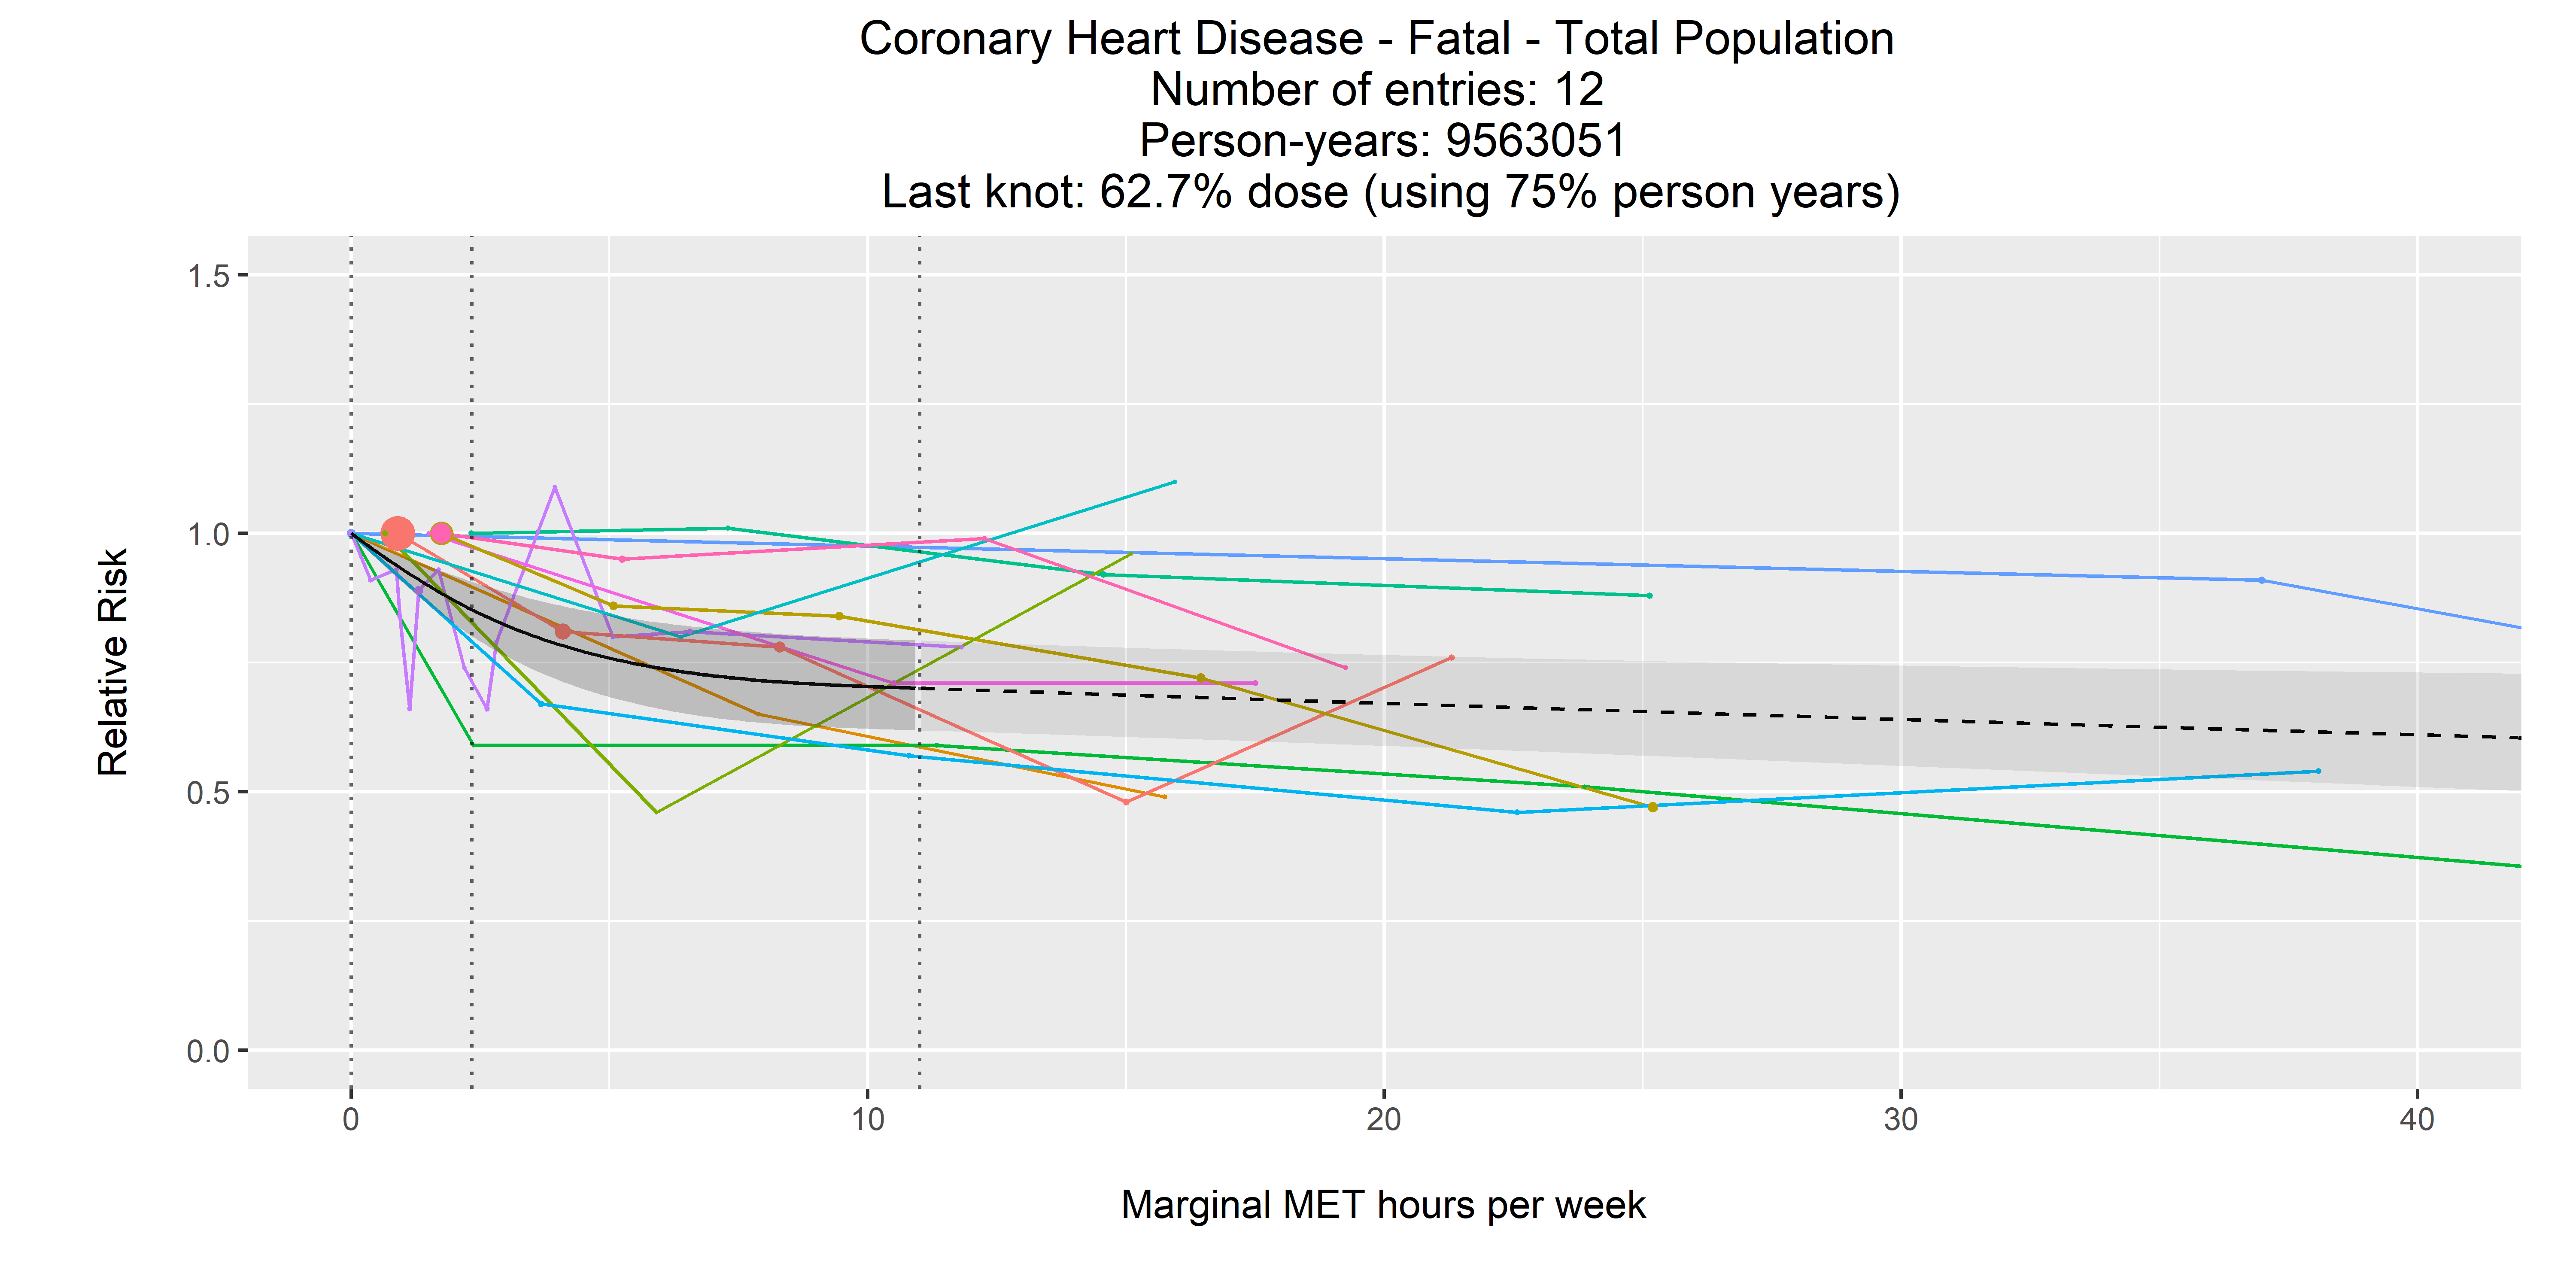 Coronary Heart Disease - Fatal - Total Population
Number of entries: 12
Person-years: 9563051
Last knot: 62.7% dose (using 75% person years)
1.5
1.0
0.5
0.0
Relative Risk
0 10 20 30 40
Marginal MET hours per week